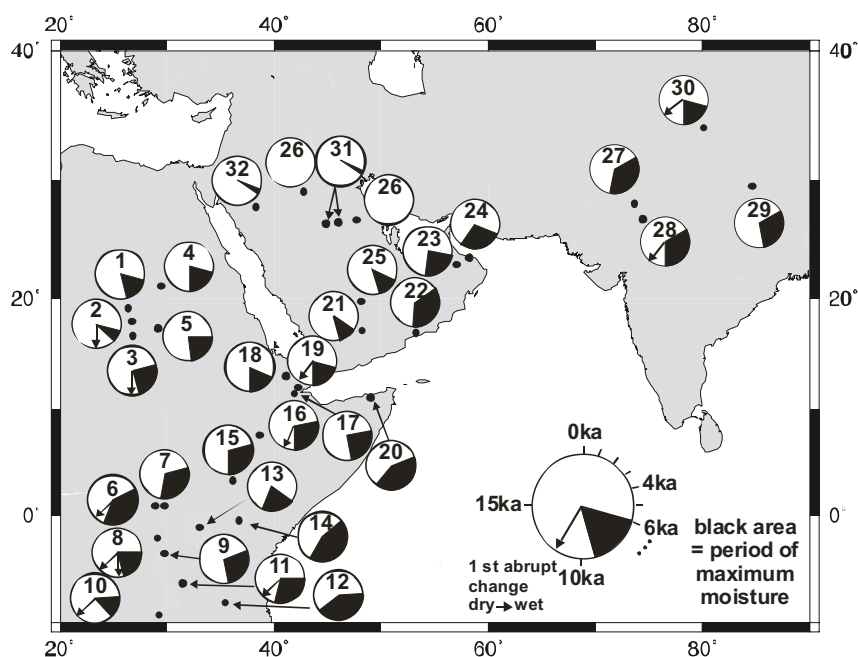 20° 40° 60° 80°
40° 40°
30
31
26
32
27
26
24
29
23
28
4
25
1
22
2
21
5
19
3
18
20° 20°
16
17
15
20
7
13
6
14
8
9
11
12
10
0° 0°
0ka
4ka
15ka
6ka
10ka
1 st abrupt
change
dry→wet
black area
= period of
maximum
moisture
20° 40° 60° 80°